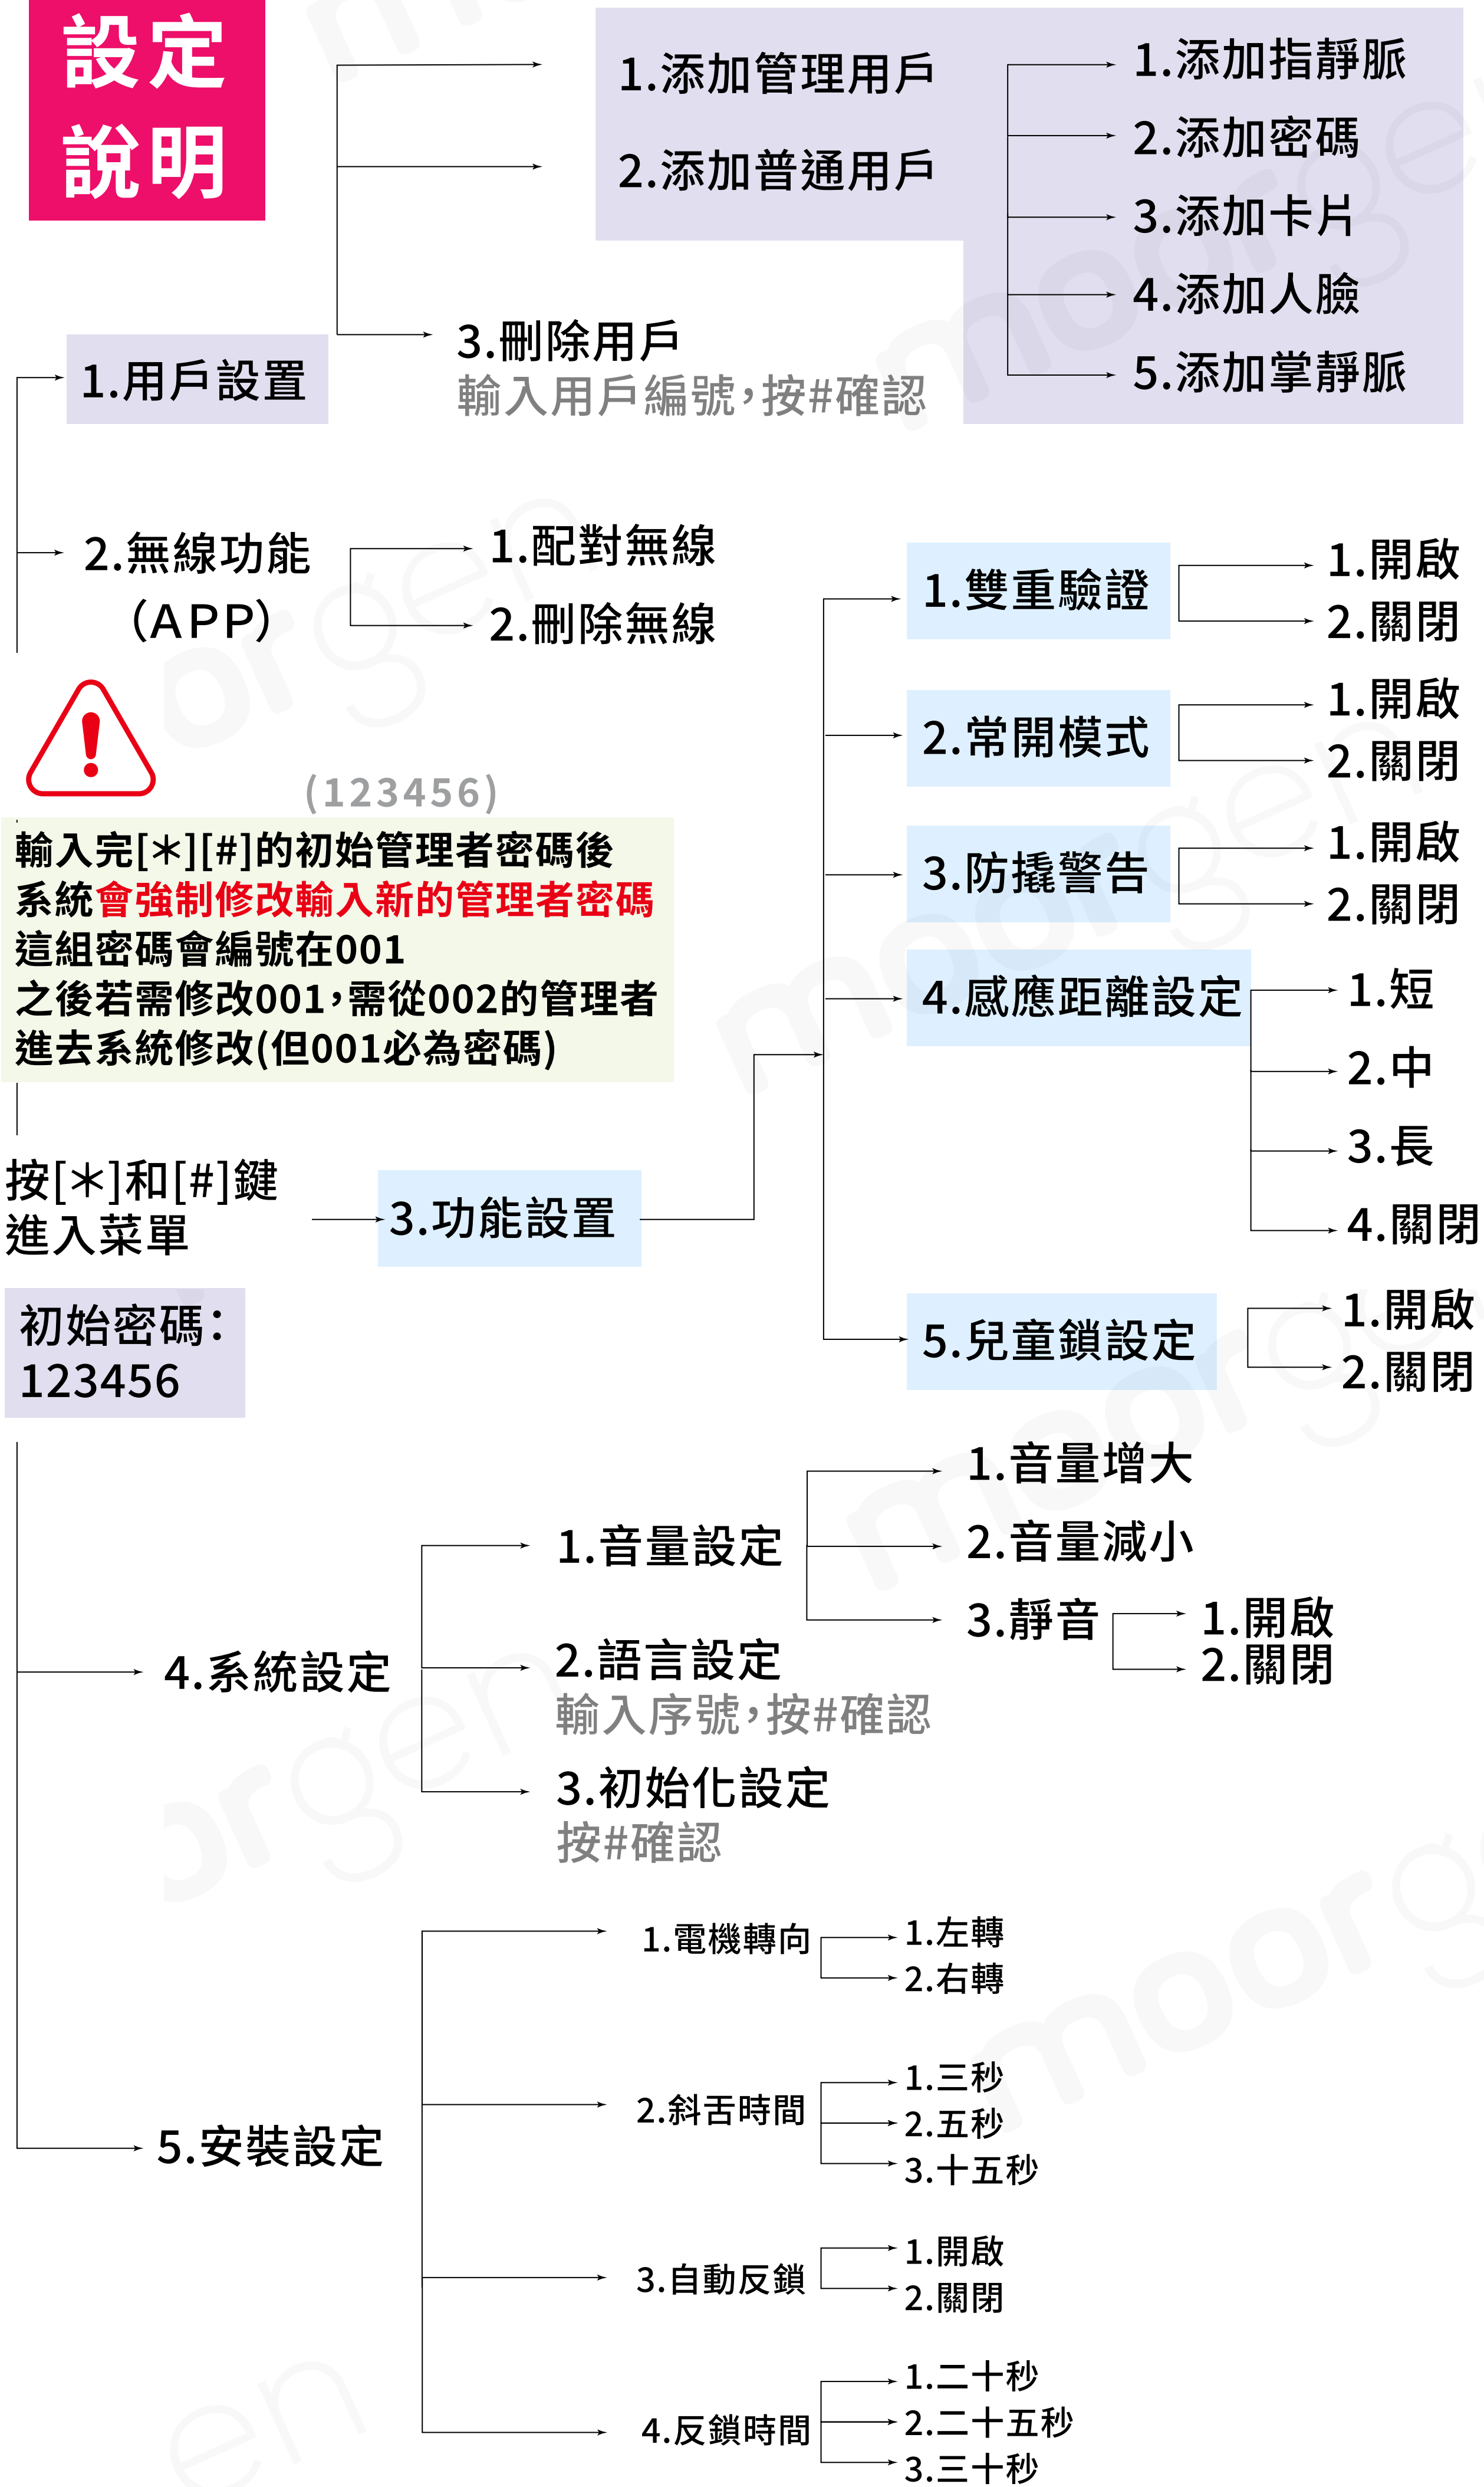 設定
說明
1.用戶設置
1.添加管理用戶
2.添加普通用戶
1.添加指靜脈
2.添加密碼
3.添加卡片
4.添加人臉
5.添加掌靜脈
3.刪除用戶
輸入用戶編號，按#確認
2.無線功能
（APP）
1.配對無線
2.刪除無線
(123456)
輸入完[＊][#]的初始管理者密碼後
系統會強制修改輸入新的管理者密碼
這組密碼會編號在001
之後若需修改001，需從002的管理者
進去系統修改(但001必為密碼)
按[＊]和[#]鍵
進入菜單
初始密碼：
123456
3.功能設置
1.雙重驗證
1.開啟
2.關閉
2.常開模式
1.開啟
2.關閉
3.防撬警告
1.開啟
2.關閉
4.感應距離設定
1.短
2.中
3.長
4.關閉
5.兒童鎖設定
1.開啟
2.關閉
4.系統設定
1.音量設定
1.音量增大
2.音量減小
3.靜音
1.開啟
2.關閉
2.語言設定
輸入序號，按#確認
3.初始化設定
按#確認
5.安裝設定
1.電機轉向
1.左轉
2.右轉
2.斜舌時間
1.三秒
2.五秒
3.十五秒
3.自動反鎖
1.開啟
2.關閉
4.反鎖時間
1.二十秒
2.二十五秒
3.三十秒
moorgen
moorgen